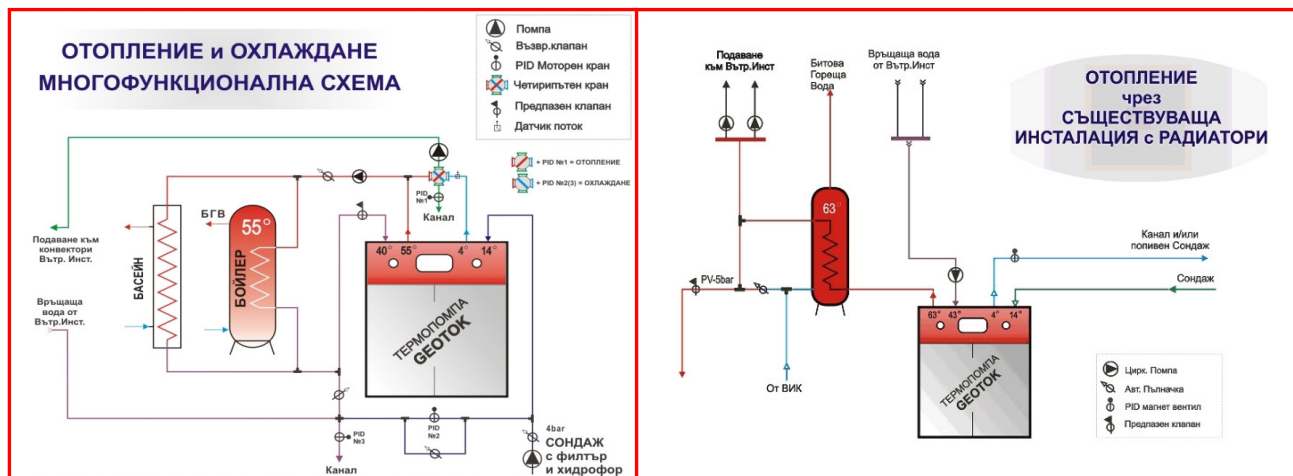 ОТОПЛЕНИЕ и ОХЛАЖДАНЕ
МНОГОФУНКЦИОНАЛНА СХЕМА
Помпа
Възвр.клапан
PID Моторен кран
Четирипътен кран
Предпазен клапан
Датчик поток
+ PID №1 = ОТОПЛЕНИЕ
+ PID №2(3) = ОХЛАЖДАНЕ
PID
№1
Канал
БГВ
55°
БОЙЛЕР
БАСЕЙН
Подаване към
конвектори
Вътр. Инст.
Връщаща
вода от
Вътр.Инст.
40° 55° 4° 14°
ТЕРМОПОМПА
GEOTOK
PID
№2
PID
№3
Канал
4bar
СОНДАЖ
с филтър
и хидрофор
Подаване
към Вътр.Инст
Битова
Гореща
Вода
Връщаща вода
от Вътр.Инст
ОТОПЛЕНИЕ
чрез
СЪЩЕСТВУВАЩА
ИНСТАЛАЦИЯ с РАДИАТОРИ
63°
PV-5bar
От ВИК
Канал и/или
попивен Сондаж
Сондаж
63° 43° 4° 14°
ТЕРМОПОМПА
GEOTOK
Цирк. Помпа
Авт. Пълначка
PID магнет вентил
Предпазен клапан